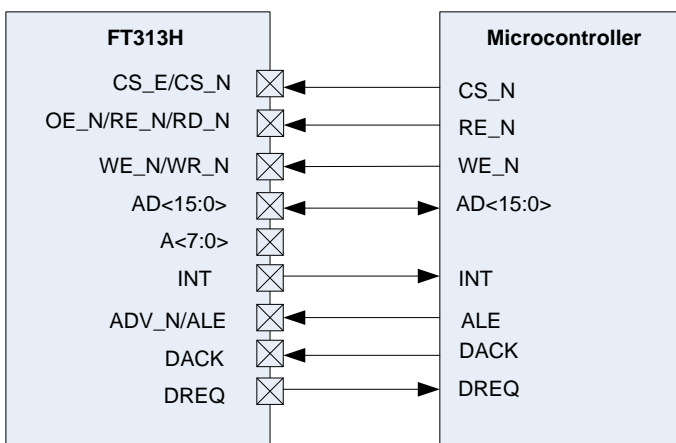 FT313H
Microcontroller
CS_E/CS_N
CS_N
OE_N/RE_N/RD_N
RE_N
WE_N/WR_N
WE_N
AD<15:0>
AD<15:0>
A<7:0>
INT
INT
ADV_N/ALE
ALE
DACK
DACK
DREQ
DREQ